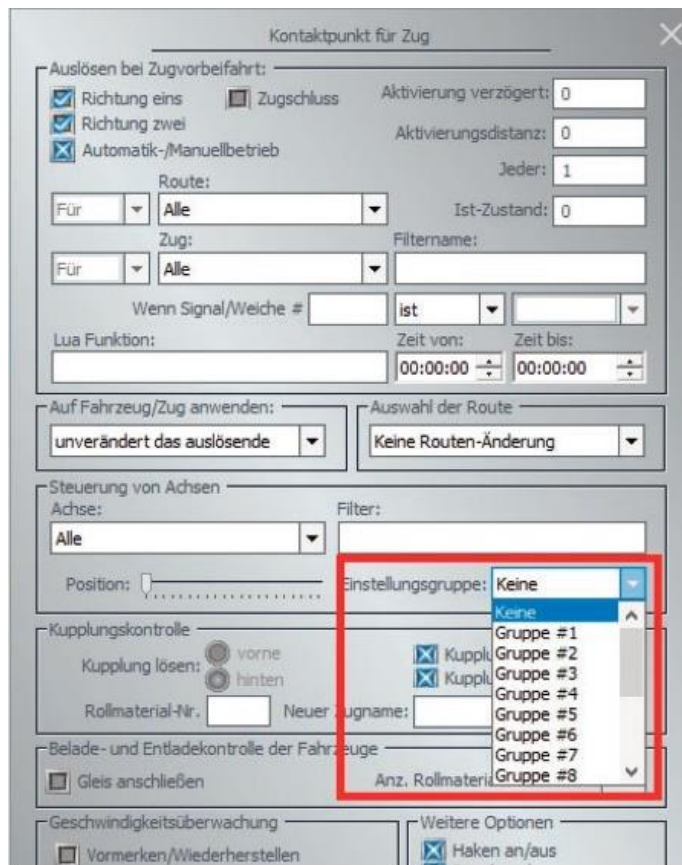 Kontaktpunkt für Zug
Auslösen bei Zugvorbeifahrt:
Richtung eins
Zugschluss
Aktivierung verzögert: 0
Richtung zwei
Aktivierungsdistanz: 0
Automatik-/Manuellbetrieb
Jeder: 1
Route:
Für
Alle
Ist-Zustand: 0
Zug:
Filtername:
Für
Alle
Wenn Signal/Weiche #
ist
Lua Funktion:
Zeit von:
Zeit bis:
00:00:00
00:00:00
Auf Fahrzeug/Zug anwenden:
unverändert das auslösende
Auswahl der Route
Keine Routen-Änderung
Steuerung von Achsen
Achse:
Filter:
Alle
Position:
Einstellungsgruppe: Keine
Keine
Gruppe #1
Gruppe #2
Gruppe #3
Gruppe #4
Gruppe #5
Gruppe #6
Gruppe #7
Gruppe #8
Kupplungskontrolle
Kupplung lösen:
vorne
hinten
Kupplu
Kupplu
Rollmaterial-Nr.
Neuer Zugname:
Belade- und Entladekontrolle der Fahrzeuge
Gleis anschließen
Anz. Rollmateria
Geschwindigkeitsüberwachung
Vormerken/Wiederherstellen
Weitere Optionen
Haken an/aus